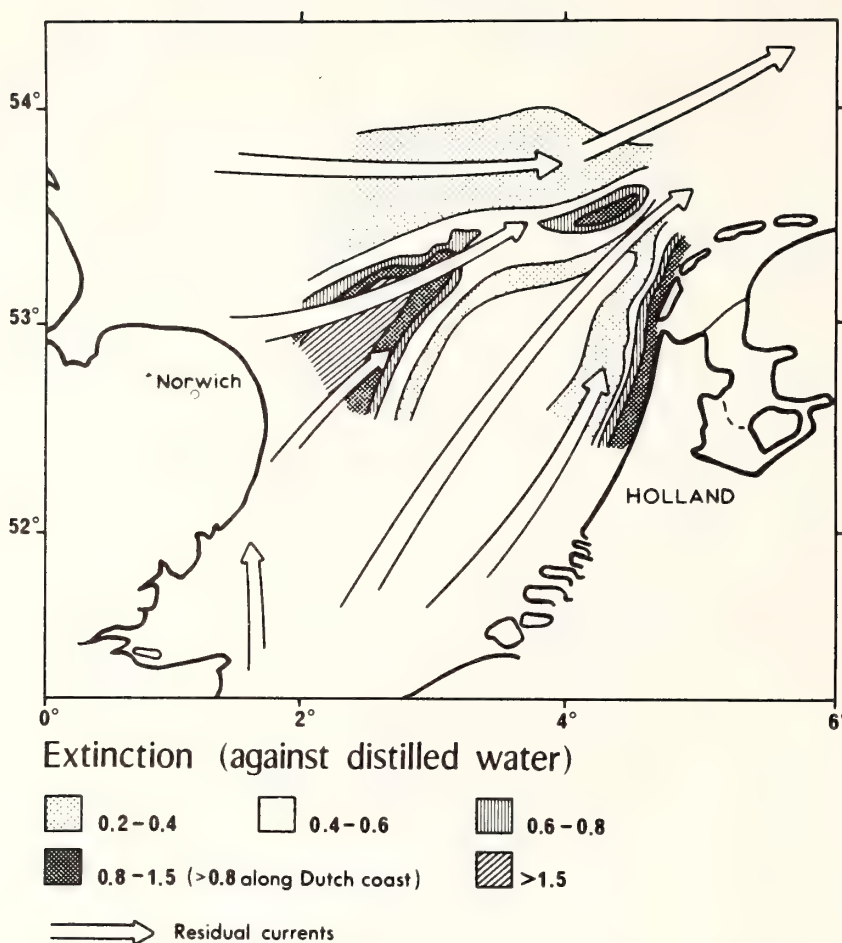 54°
53°
Norwich
HOLLAND
52°
0° 2° 4° 6°
Extinction (against distilled water)
0.2-0.4 0.4-0.6 0.6-0.8
0.8-1.5 (>0.8 along Dutch coast) >1.5
Residual currents